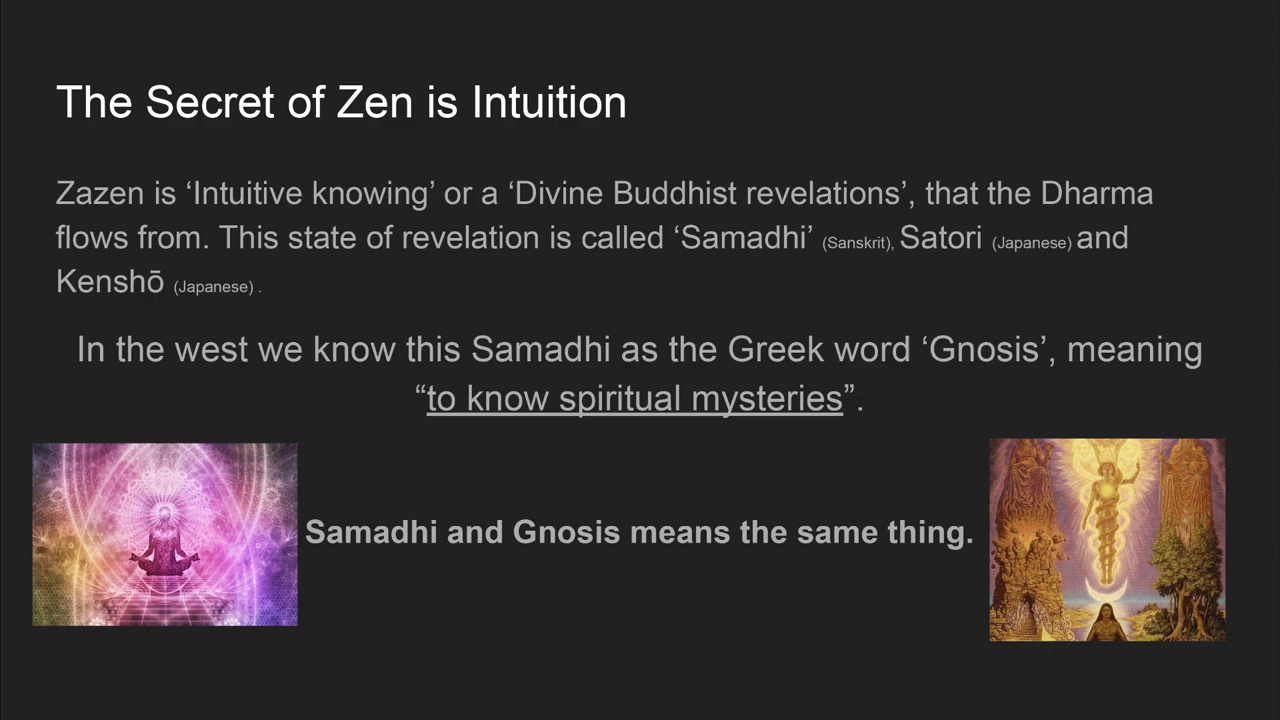 The Secret of Zen is Intuition
Zazen is ‘Intuitive knowing’ or a ‘Divine Buddhist revelations’, that the Dharma
flows from. This state of revelation is called ‘Samadhi’ (Sanskrit), Satori (Japanese) and
Kenshō (Japanese) .
In the west we know this Samadhi as the Greek word ‘Gnosis’, meaning
“to know spiritual mysteries”.
Samadhi and Gnosis means the same thing.